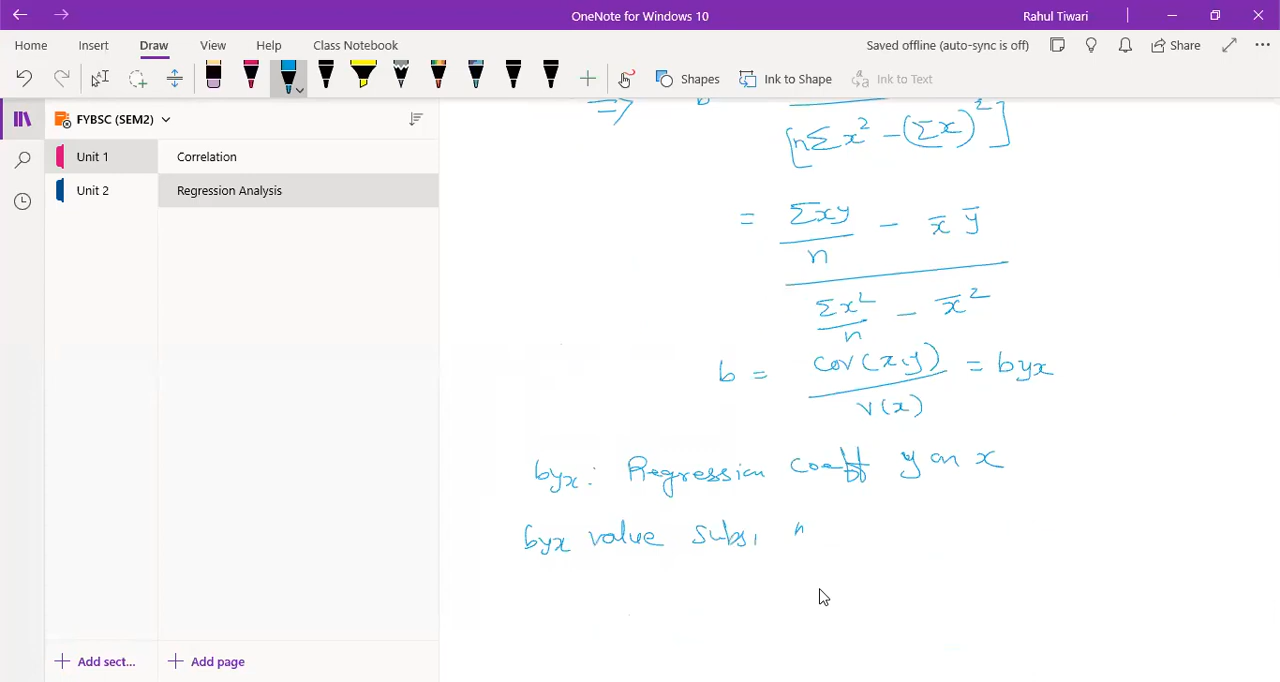 OneNote for Windows 10
Rahul Tiwari
Home Insert Draw View Help Class Notebook
Saved offline (auto-sync is off)
Share
Shapes
Ink to Shape
Ink to Text
FYBSC (SEM2)
Unit 1
Unit 2
Correlation
Regression Analysis
Add sect...
Add page
⇒
[nΣx² - (Σx)²]
= Σxy/n - x̄ ȳ
Σx²/n - x̄²
b = cov(x,y)/v(x) = byx
byx: Regression coeff y on x
byx value subs,